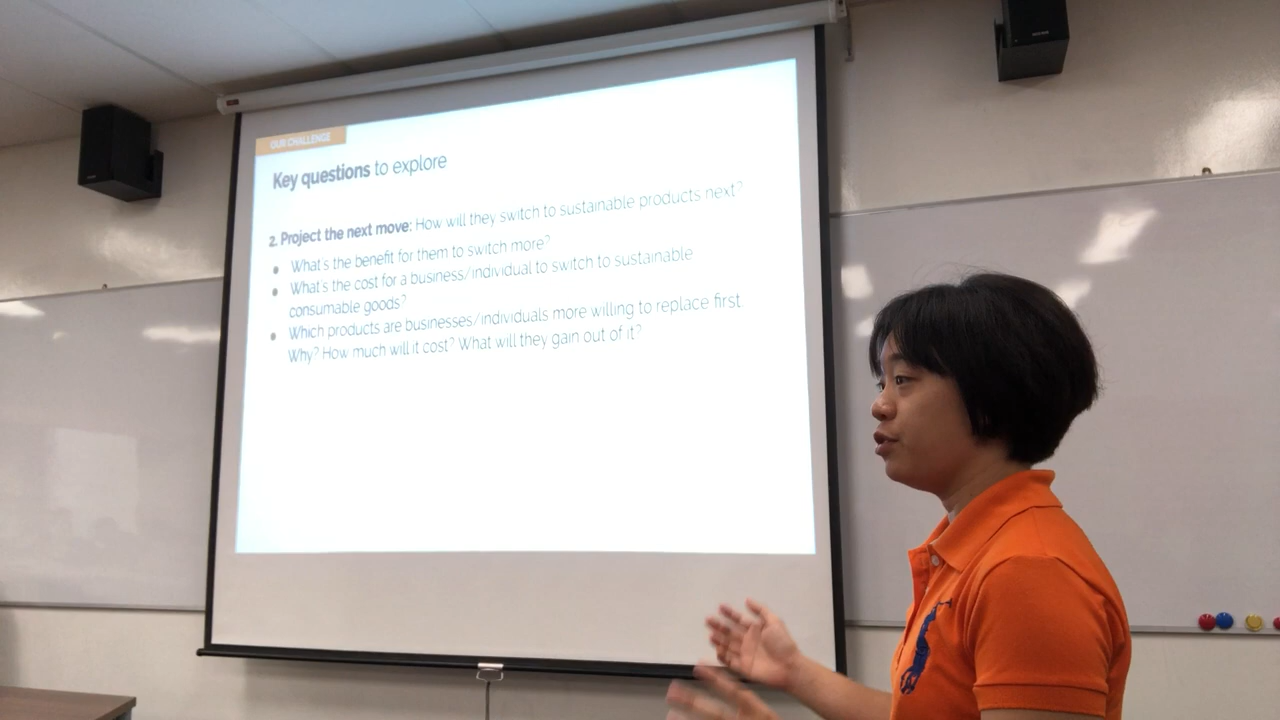 OUR CHALLENGE
Key questions to explore
2. Project the next move: How will they switch to sustainable products next?
● What's the benefit for them to switch more?
● What's the cost for a business/individual to switch to sustainable
consumable goods?
● Which products are businesses/individuals more willing to replace first
Why? How much will it cost? What will they gain out of it?